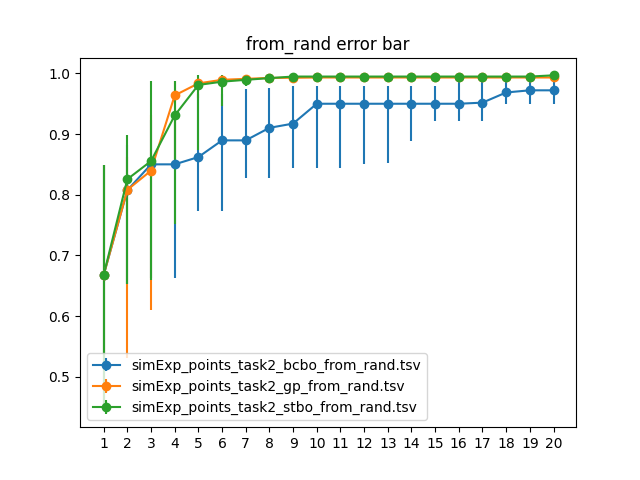 from_rand error bar
1.0
0.9
0.8
0.7
0.6
0.5
simExp_points_task2_bcbo_from_rand.tsv
simExp_points_task2_gp_from_rand.tsv
simExp_points_task2_stbo_from_rand.tsv
1 2 3 4 5 6 7 8 9 10 11 12 13 14 15 16 17 18 19 20